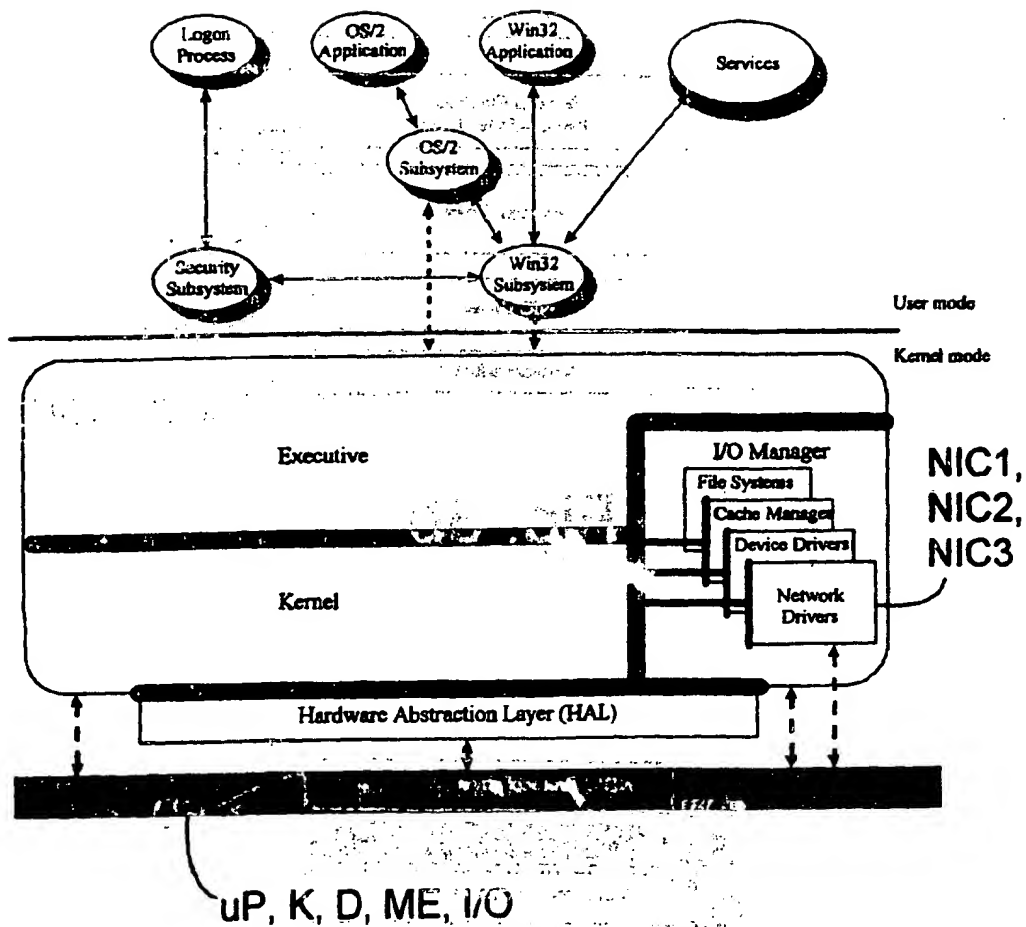 Logon
Process
OS/2
Application
Win32
Application
Services
OS/2
Subsystem
Security
Subsystem
Win32
Subsystem
User mode
Kernel mode
Executive
I/O Manager
File Systems
Cache Manager
Device Drivers
Network
Drivers
NIC1,
NIC2,
NIC3
Kernel
Hardware Abstraction Layer (HAL)
uP, K, D, ME, I/O